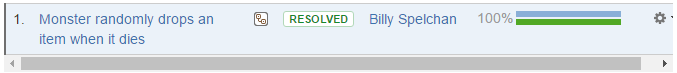 1. Monster randomly drops an RESOLVED Billy Spelchan 100%
item when it dies